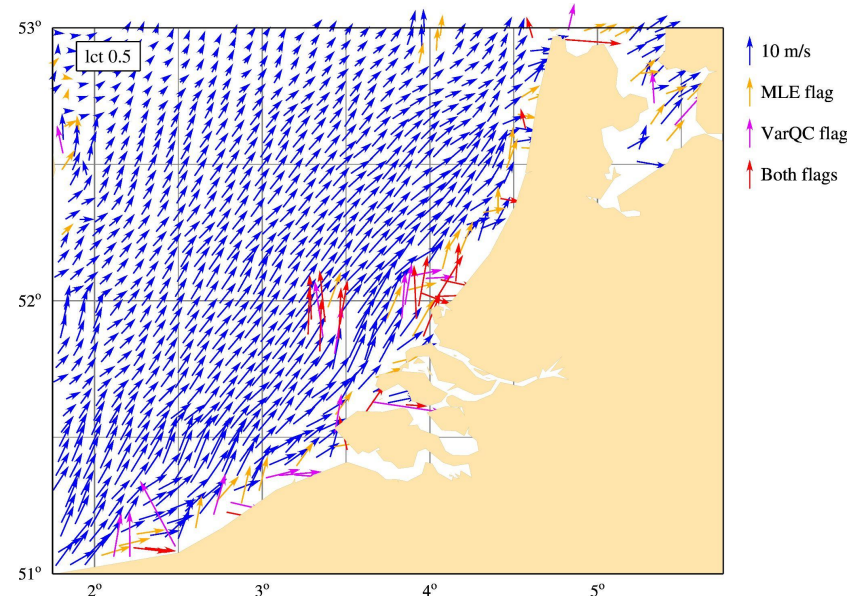 53°
lct 0.5
10 m/s
MLE flag
VarQC flag
Both flags
52°
51°
2° 3° 4° 5°